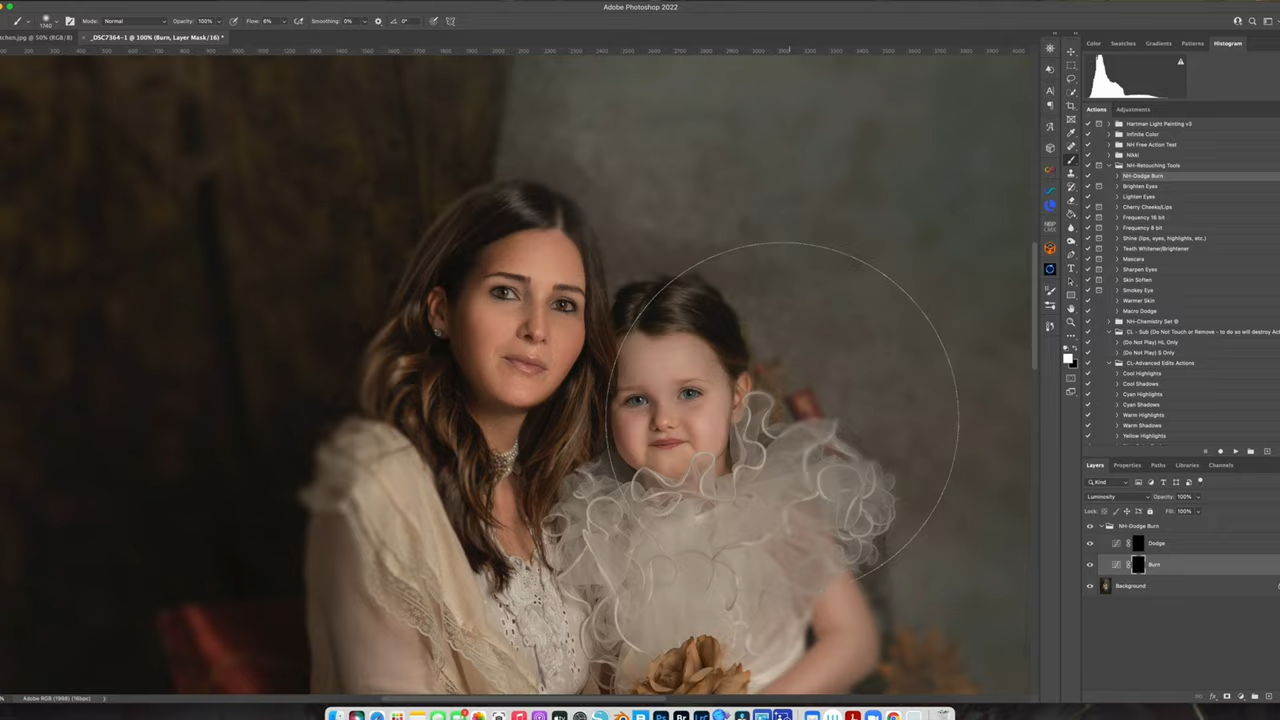 Adobe Photoshop 2022
1740
Mode: Normal
Opacity: 100%
Flow: 6%
Smoothing: 0%
0°
tchen.jpg @ 50% (RGB/8)
× _DSC7364-1 @ 100% (Burn, Layer Mask/16) *
Color Swatches Gradients Patterns Histogram
Actions Adjustments
Hartman Light Painting v3
Infinite Color
NH Free Action Test
Nikki
NH-Retouching Tools
NH-Dodge Burn
Brighten Eyes
Lighten Eyes
Cherry Cheeks/Lips
Frequency 16 bit
Frequency 8 bit
Shine (lips, eyes, highlights, etc.)
Teeth Whitener/Brightener
Mascara
Sharpen Eyes
Skin Soften
Smokey Eye
Warmer Skin
Macro Dodge
NH-Chemistry Set ©
CL - Sub (Do Not Touch or Remove - to do so will destroy Act
(Do Not Play) HL Only
(Do Not Play) S Only
CL-Advanced Edits Actions
Cool Highlights
Cool Shadows
Cyan Highlights
Cyan Shadows
Warm Highlights
Warm Shadows
Yellow Highlights
Layers Properties Paths Libraries Channels
Kind
Luminosity Opacity: 100%
Lock: Fill: 100%
NH-Dodge Burn
Dodge
Burn
Background
% Adobe RGB (1998) (16bpc)